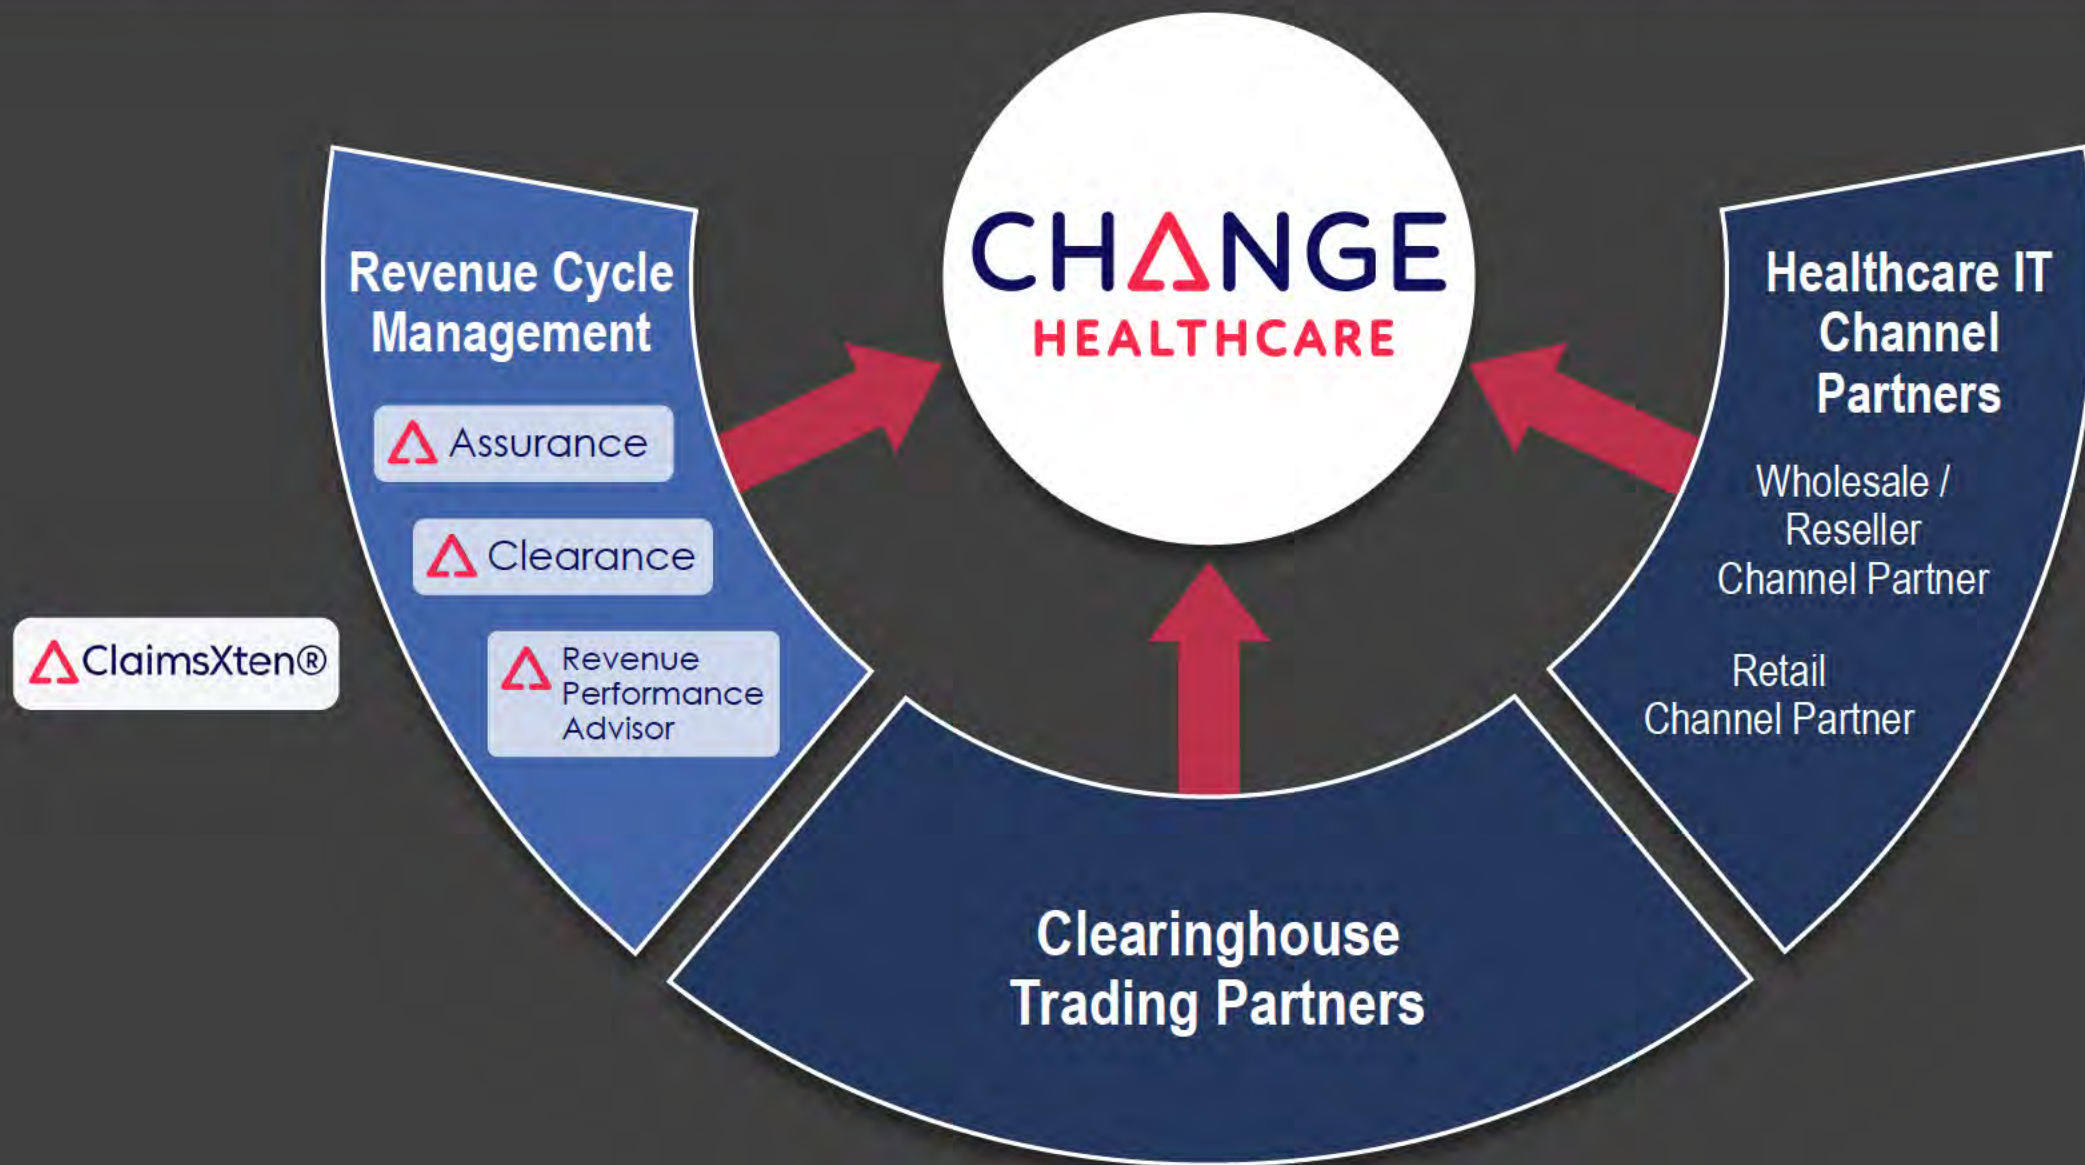 CHANGE
HEALTHCARE
Revenue Cycle
Management
Assurance
Clearance
Revenue
Performance
Advisor
ClaimsXten®
Clearinghouse
Trading Partners
Healthcare IT
Channel
Partners
Wholesale /
Reseller
Channel Partner
Retail
Channel Partner